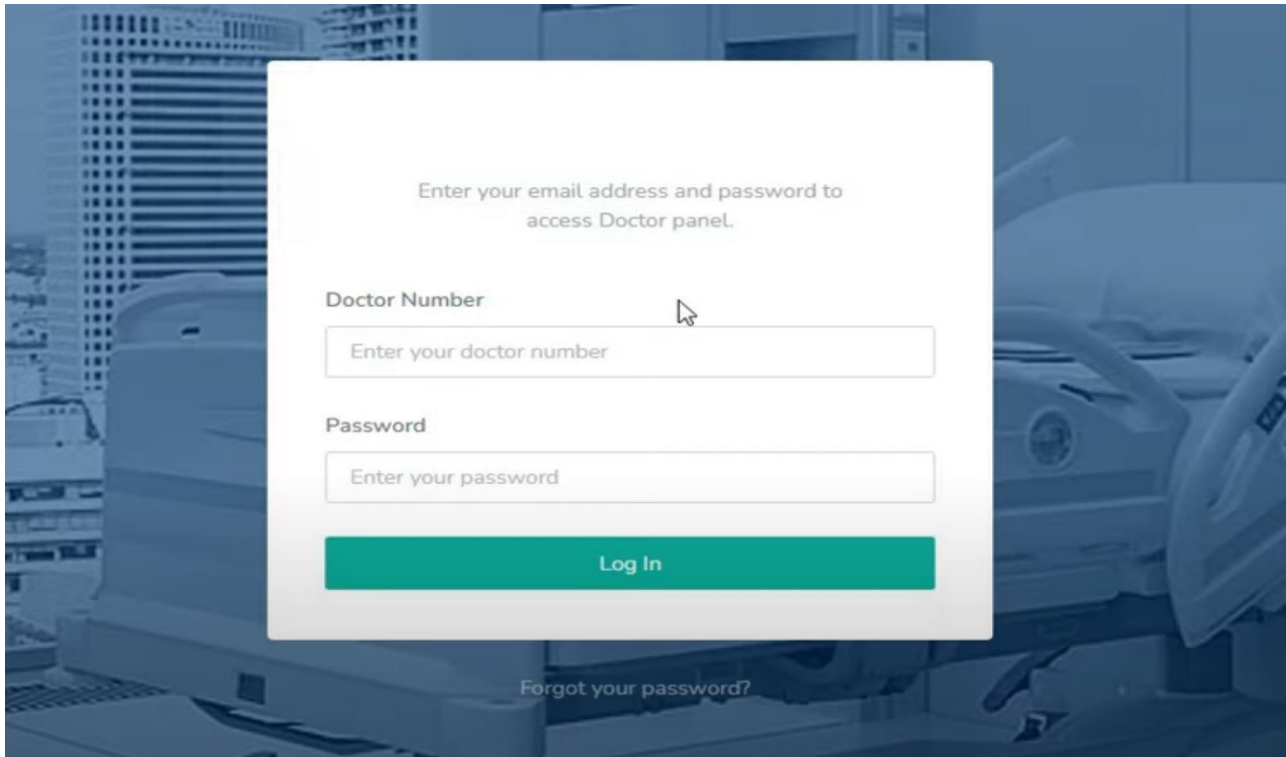 Enter your email address and password to
access Doctor panel.
Doctor Number
Enter your doctor number
Password
Enter your password
Log In
Forgot your password?